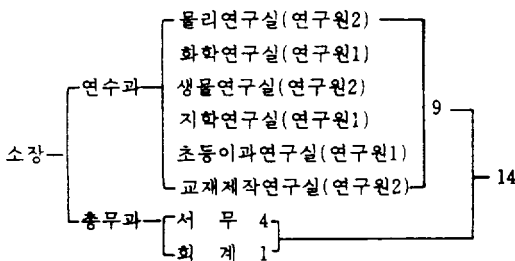 물리연구실(연구원2)
화학연구실(연구원1)
연수과 생물연구실(연구원2)
지학연구실(연구원1) 9
소장 초등이과연구실(연구원1)
교재제작연구실(연구원2) 14
총무과 서 무 4
회 계 1